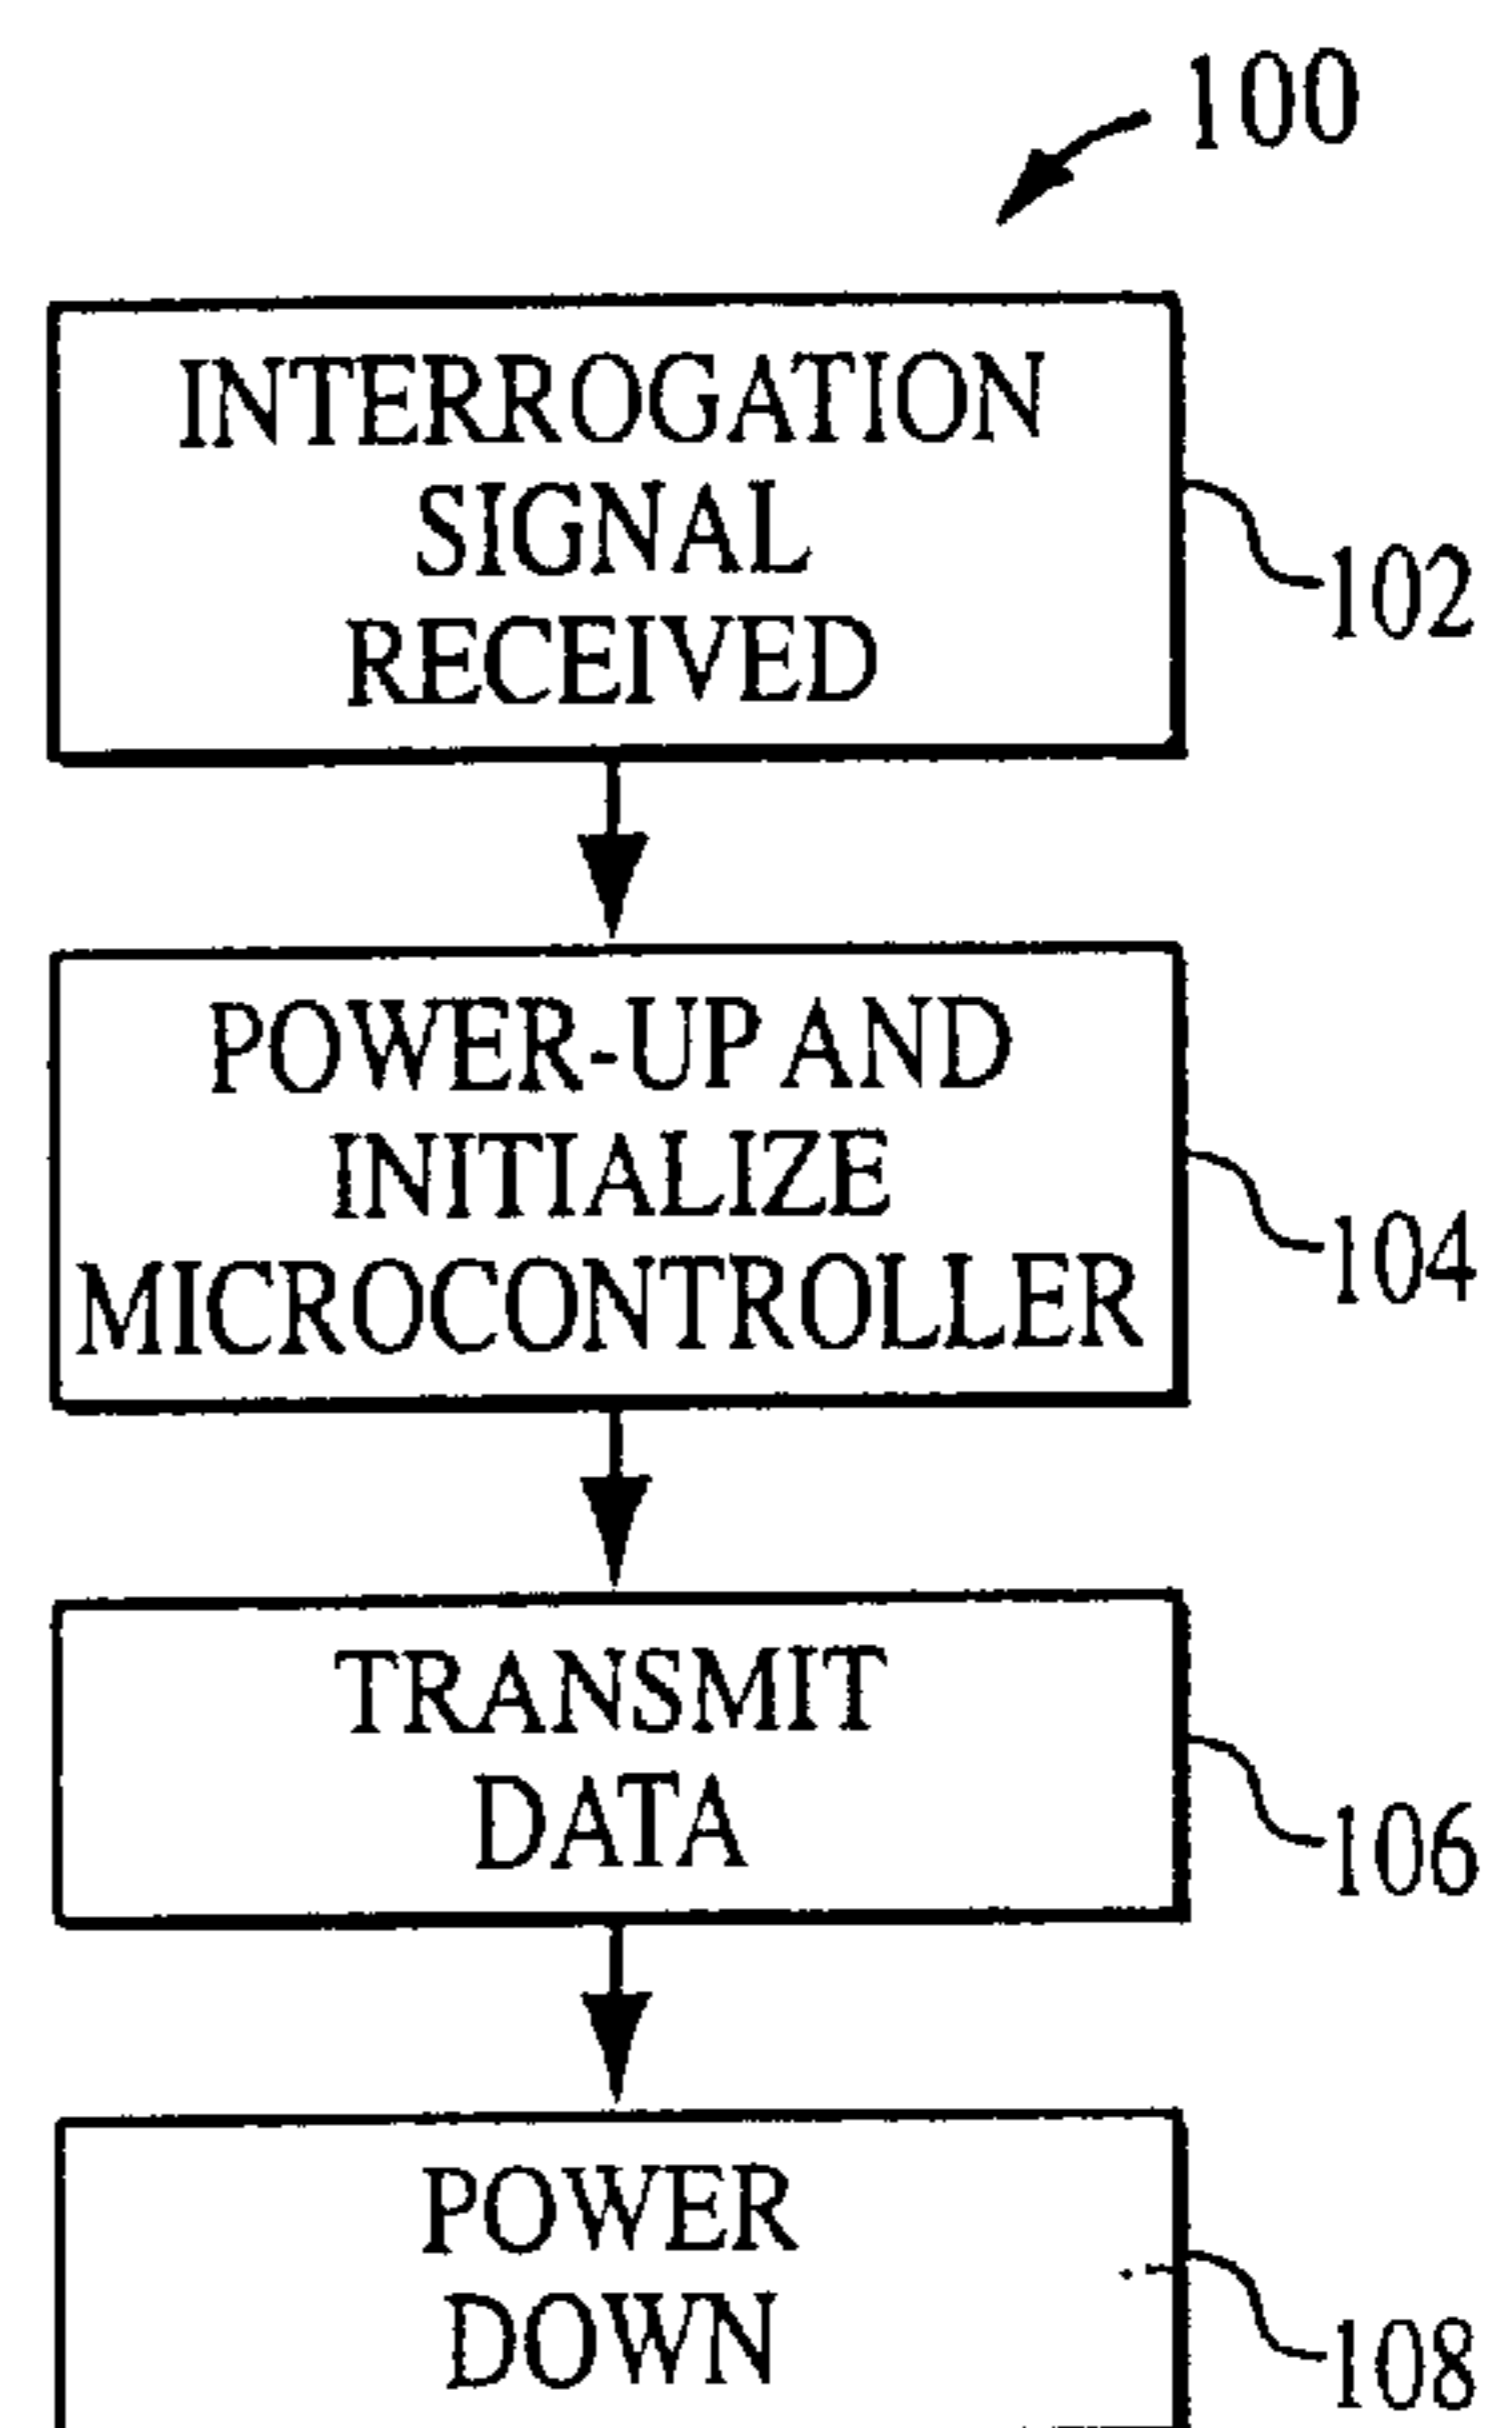 100
INTERROGATION
SIGNAL
RECEIVED
102
POWER-UP AND
INITIALIZE
MICROCONTROLLER
104
TRANSMIT
DATA
106
POWER
DOWN
108